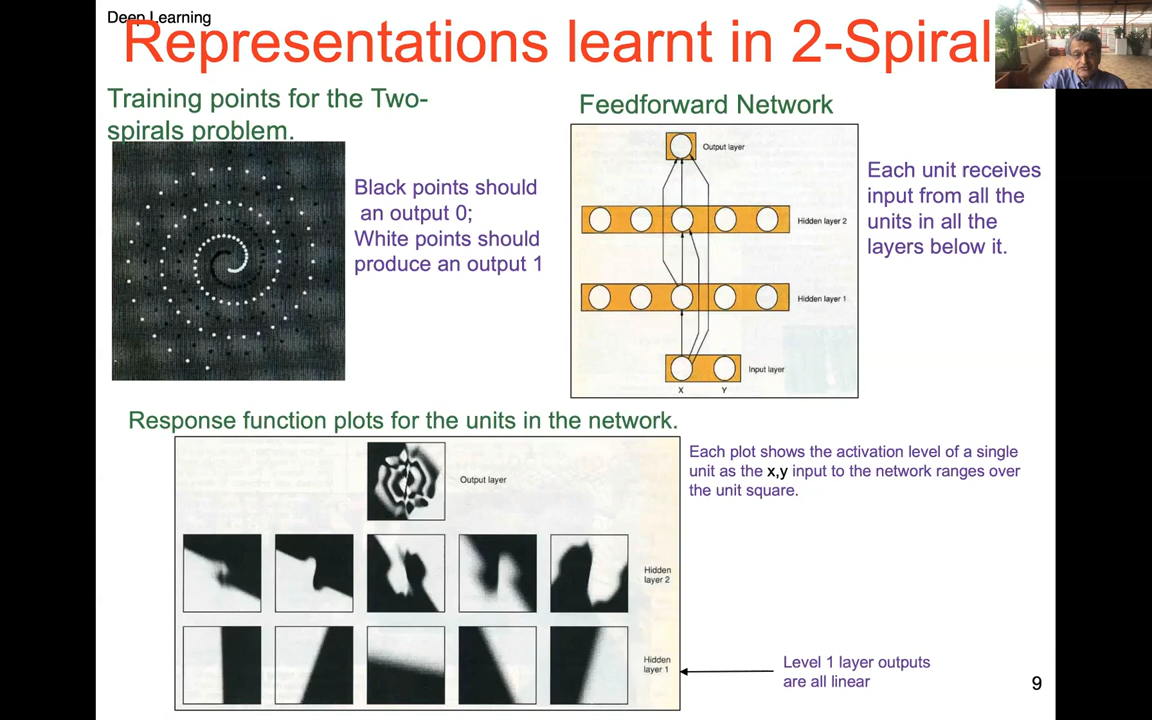 Deep Learning
Representations learnt in 2-Spiral
Training points for the Two-
spirals problem.
Black points should
an output 0;
White points should
produce an output 1
Feedforward Network
Output layer
Hidden layer 2
Hidden layer 1
Input layer
X Y
Each unit receives
input from all the
units in all the
layers below it.
Response function plots for the units in the network.
Output layer
Hidden
layer 2
Hidden
layer 1
Each plot shows the activation level of a single
unit as the x,y input to the network ranges over
the unit square.
Level 1 layer outputs
are all linear
9